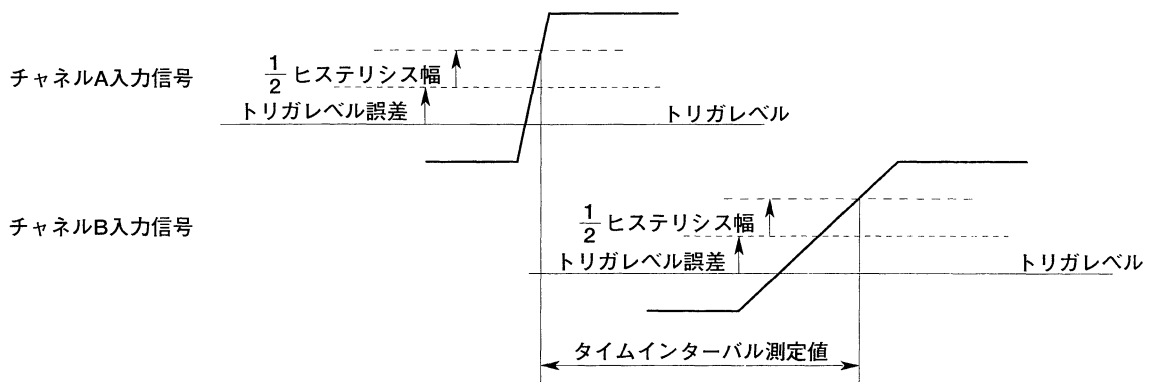 チャネルA入力信号
1/2 ヒステリシス幅
トリガレベル誤差
トリガレベル
チャネルB入力信号
1/2 ヒステリシス幅
トリガレベル誤差
トリガレベル
タイムインターバル測定値